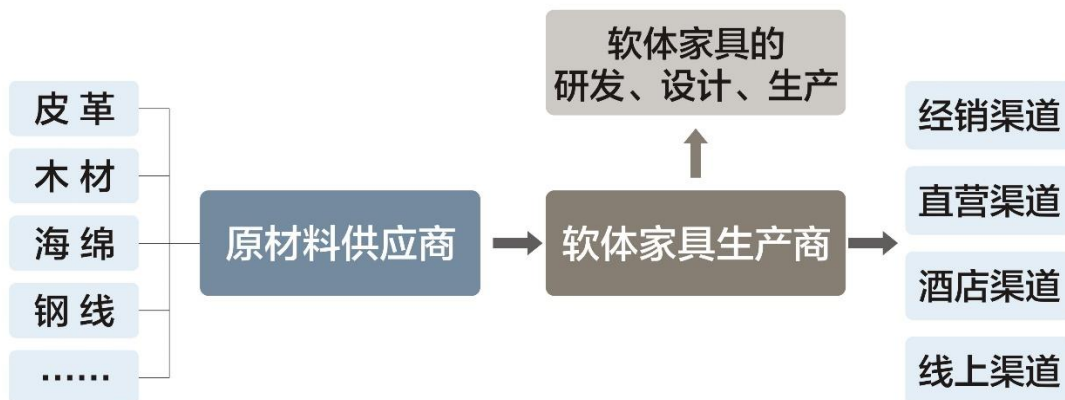 皮革
木材
海绵
钢线
……
原材料供应商
软体家具的
研发、设计、生产
软体家具生产商
经销渠道
直营渠道
酒店渠道
线上渠道